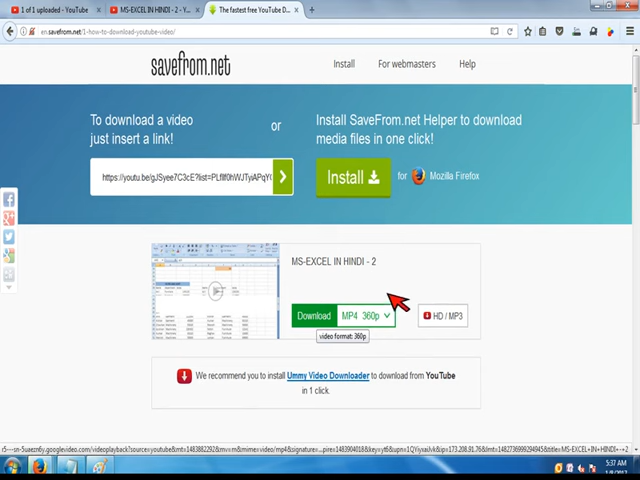 1 of 1 uploaded - YouTube
MS-EXCEL IN HINDI - 2 - Y...
The fastest free YouTube D...
en.savefrom.net/1-how-to-download-youtube-video/
savefrom.net
Install
For webmasters
Help
To download a video
just insert a link!
or
Install SaveFrom.net Helper to download
media files in one click!
https://youtu.be/gJSyee7C3cE?list=PLfIlf0hWJTyiAPqY(
Install
for
Mozilla Firefox
MS-EXCEL IN HINDI - 2
Download
MP4 360p
HD / MP3
video format: 360p
We recommend you to install Ummy Video Downloader to download from YouTube
in 1 click.
5:37 AM